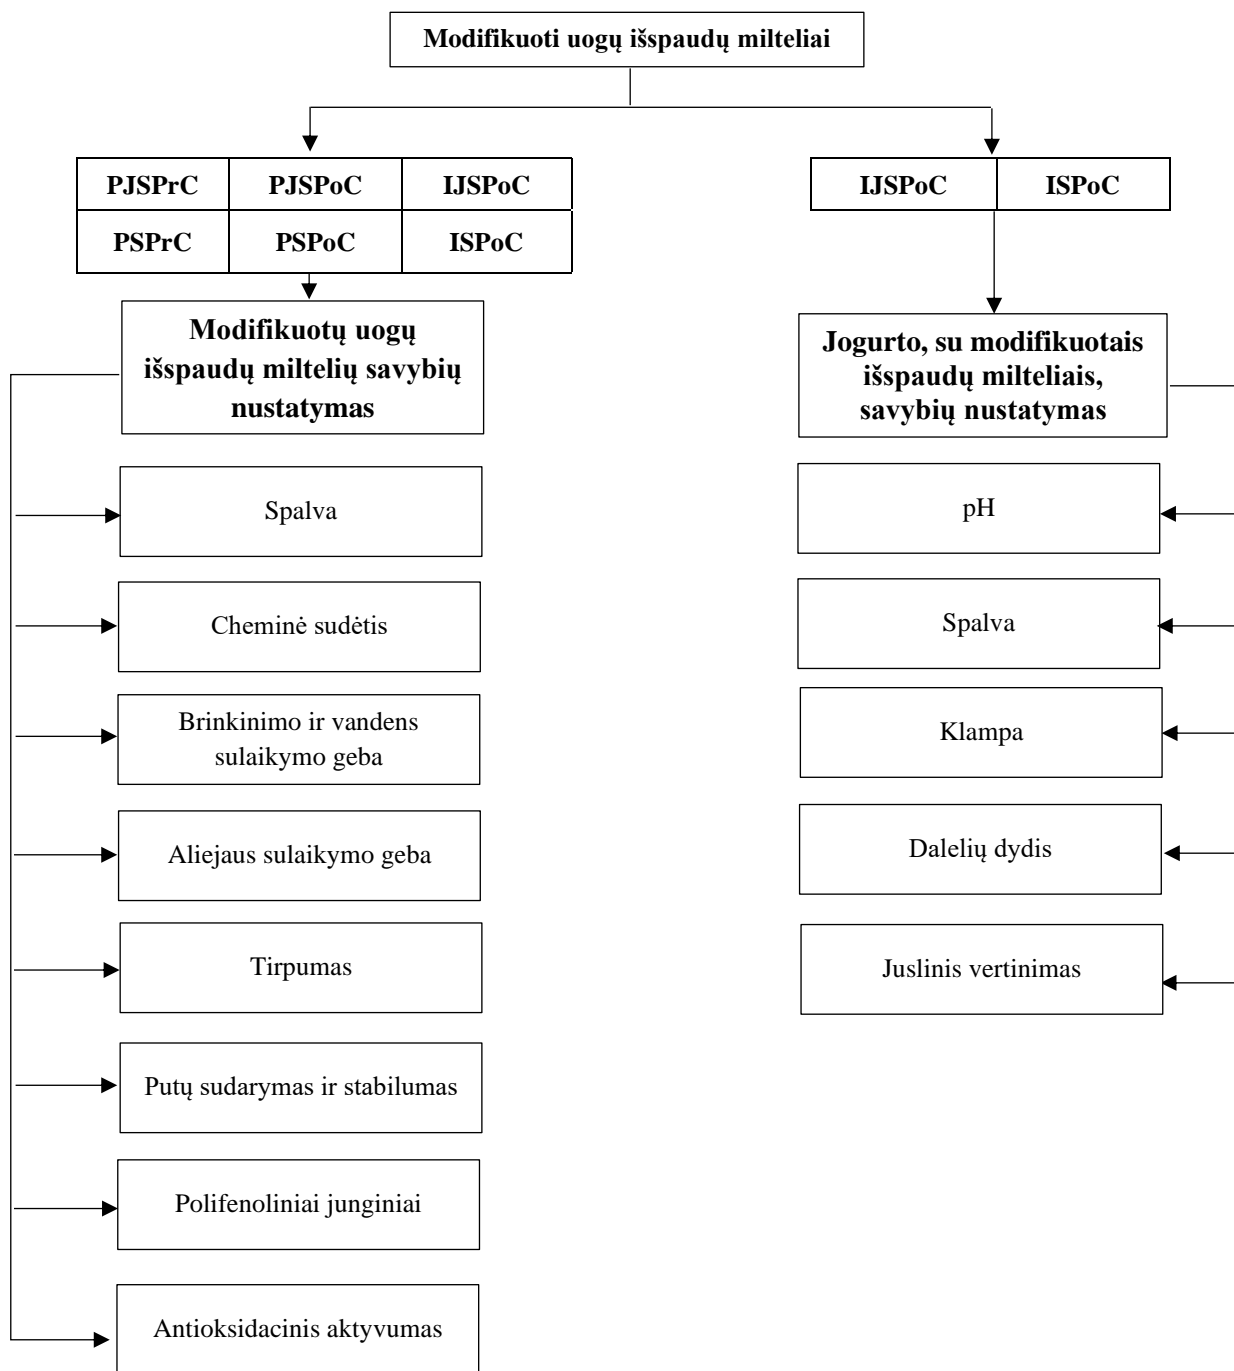 Modifikuoti uogų išspaudų milteliai
PJSPrC PJSPoC IJSPoC
PSPrC PSPoC ISPoC
IJSPoC ISPoC
Modifikuotų uogų
išspaudų miltelių savybių
nustatymas
Spalva
Cheminė sudėtis
Brinkinimo ir vandens
sulaikymo geba
Aliejaus sulaikymo geba
Tirpumas
Putų sudarymas ir stabilumas
Polifenoliniai junginiai
Antioksidacinis aktyvumas
Jogurto, su modifikuotais
išspaudų milteliais,
savybių nustatymas
pH
Spalva
Klampa
Dalelių dydis
Juslinis vertinimas